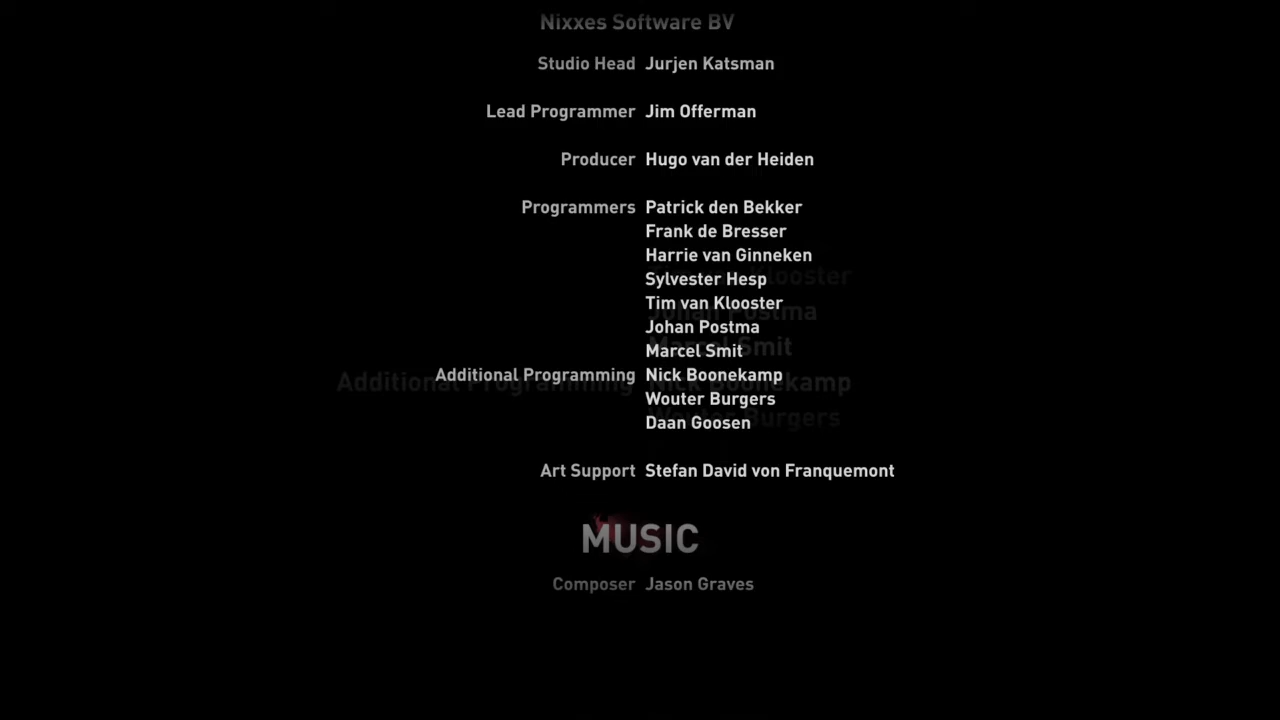 Nixxes Software BV
Studio Head Jurjen Katsman
Lead Programmer Jim Offerman
Producer Hugo van der Heiden
Programmers Patrick den Bekker
Frank de Bresser
Harrie van Ginneken
Sylvester Hesp
Tim van Klooster
Johan Postma
Marcel Smit
Additional Programming Nick Boonekamp
Wouter Burgers
Daan Goosen
Art Support Stefan David von Franquemont
MUSIC
Composer Jason Graves